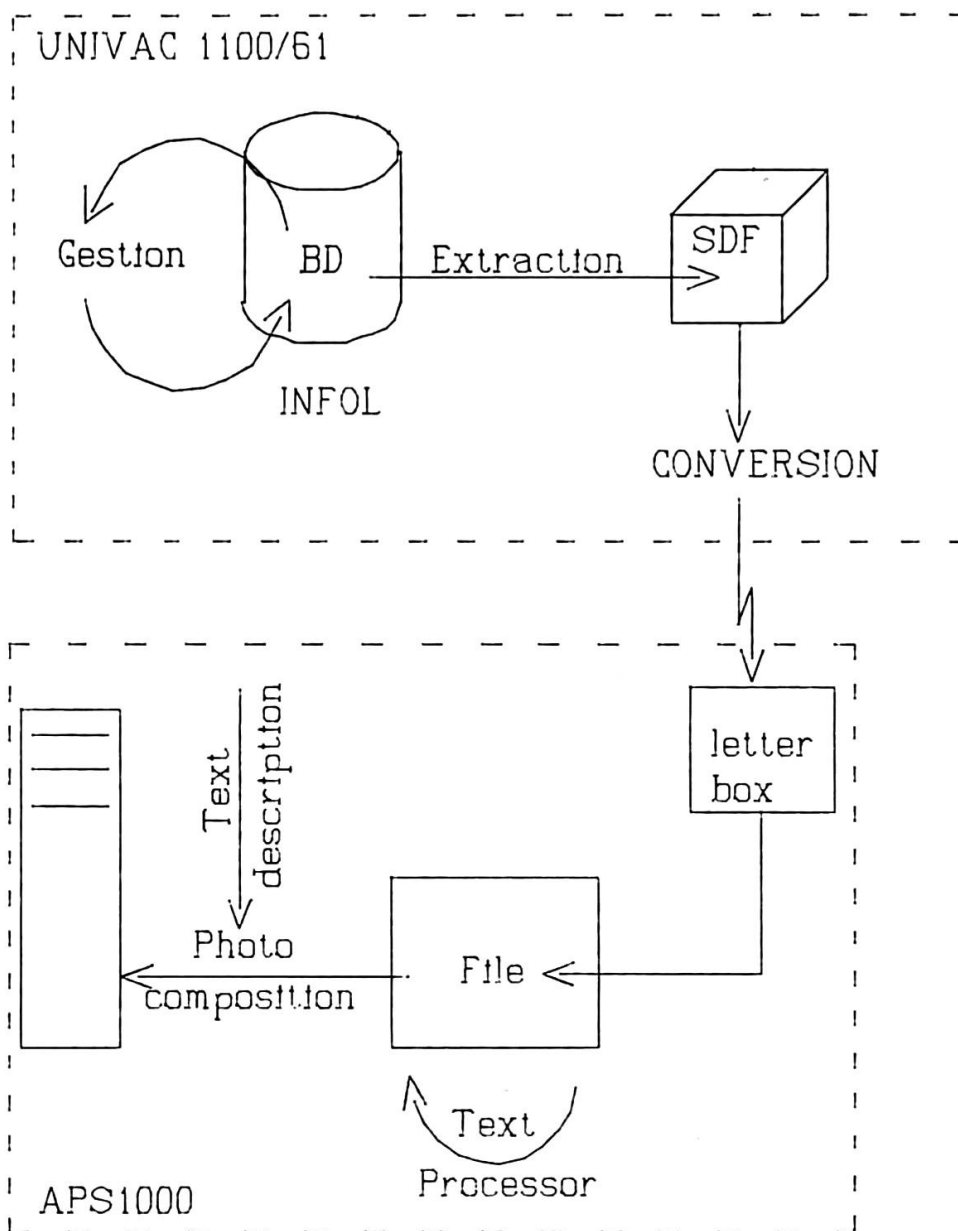 UNIVAC 1100/61
Gestion
BD
Extraction
SDF
INFOL
CONVERSION
letter
box
Text
description
Photo
composition
File
Text
Processor
APS1000